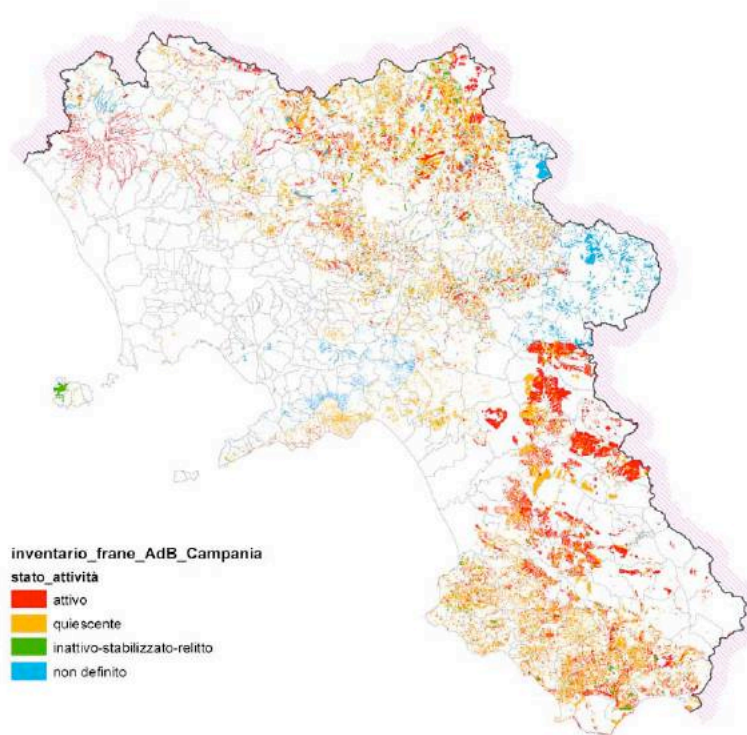 inventario_frane_AdB_Campania
stato_attività
attivo
quiescente
inattivo-stabilizzato-relitto
non definito